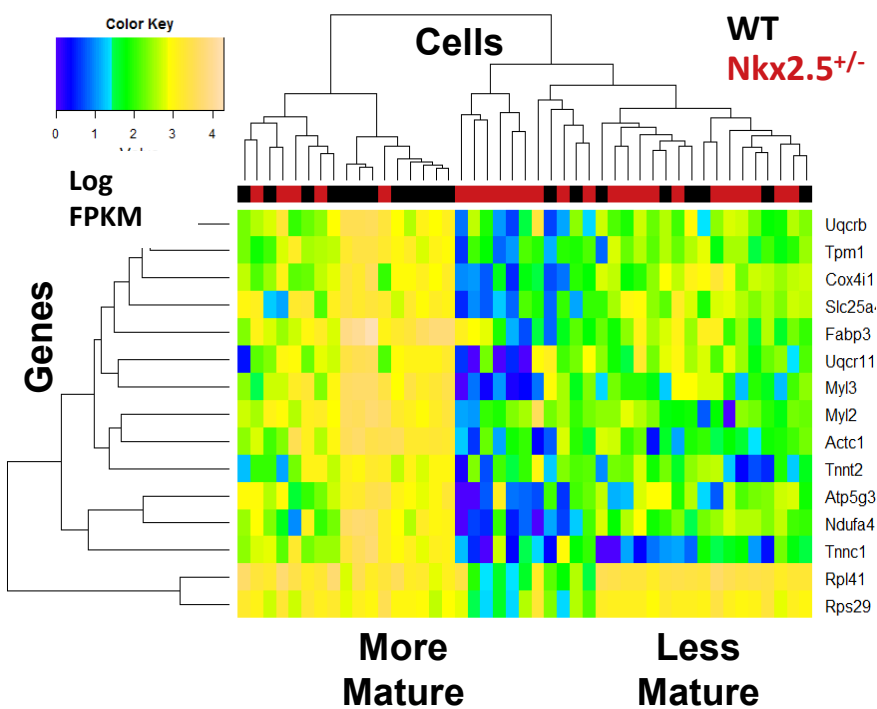 Color Key
0 1 2 3 4
Log
FPKM
Cells
WT
Nkx2.5+/-
Genes
Uqcrb
Tpm1
Cox4i1
Slc25a4
Fabp3
Uqcr11
Myl3
Myl2
Actc1
Tnnt2
Atp5g3
Ndufa4
Tnnc1
Rpl41
Rps29
More
Mature
Less
Mature